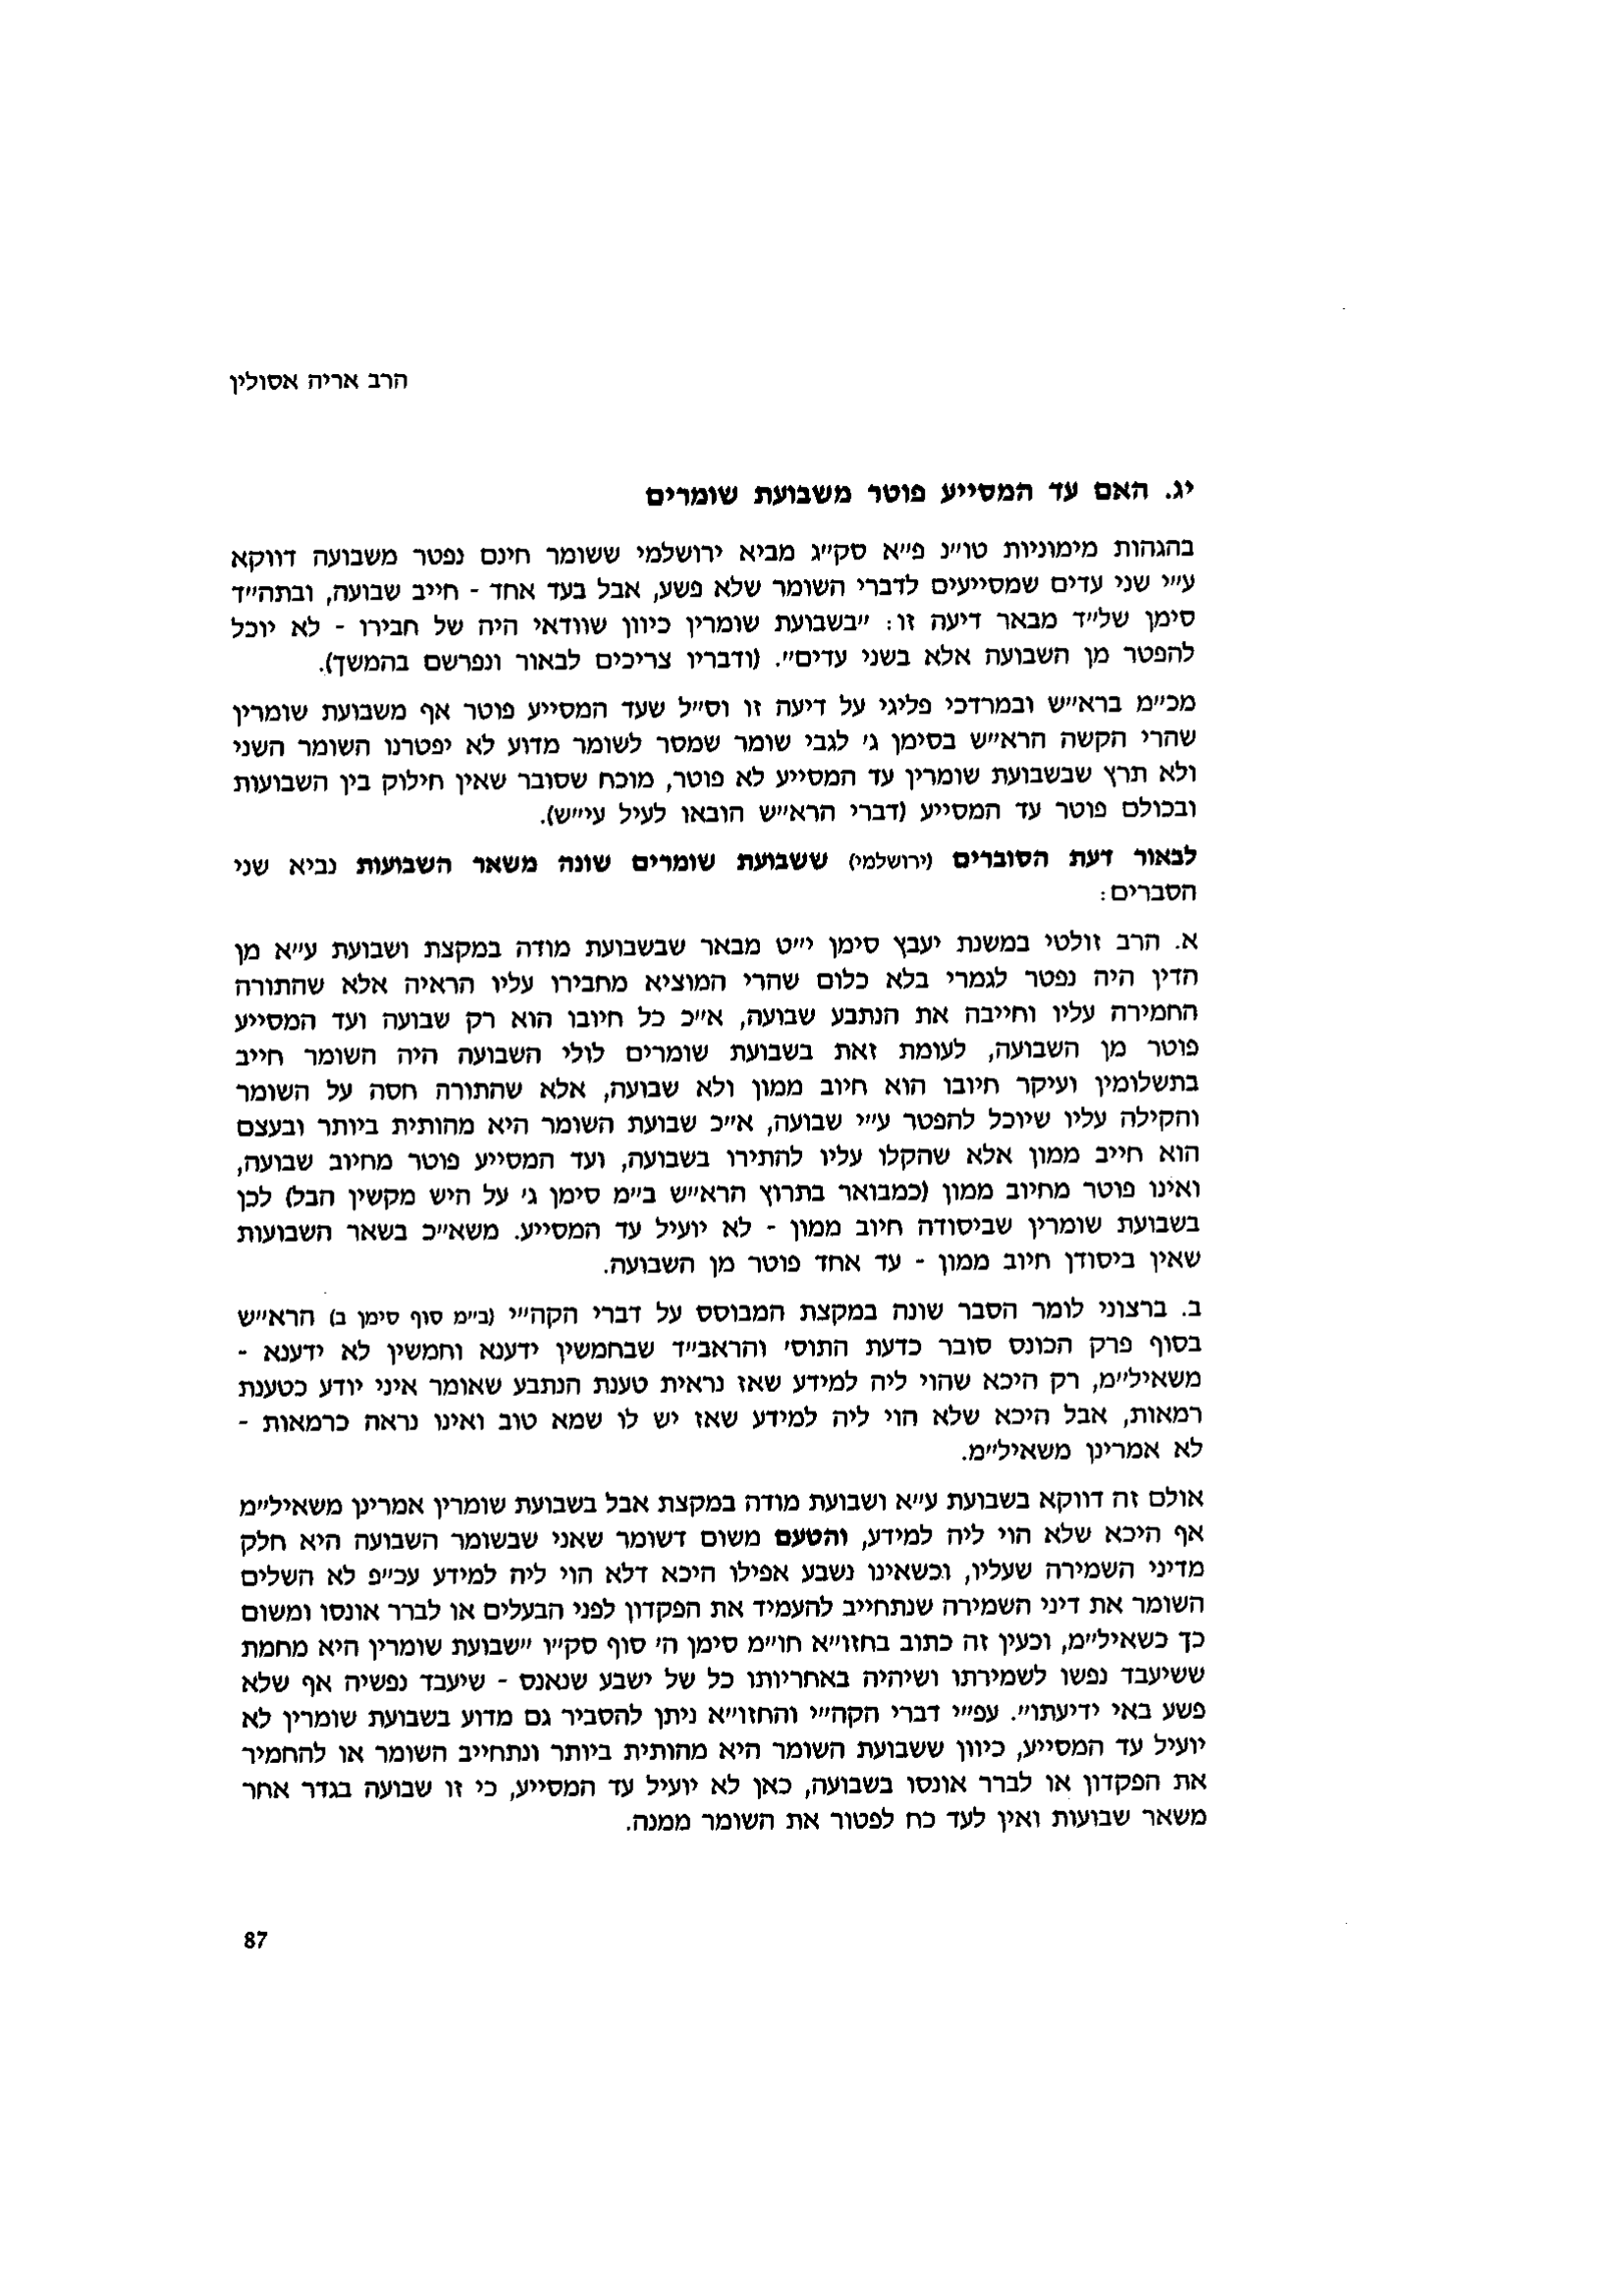 הרב אריה אסולין
יג. האם עד המסייע פוטר משבועת שומרים
בהגהות מימוניות טו"נ פ"א סק"ג מביא ירושלמי ששומר חינם נפטר משבועה דווקא
ע"י שני עדים שמסייעים לדברי השומר שלא פשע, אבל בעד אחד - חייב שבועה, ובתה"ד
סימן של"ד מבאר דיעה זו: "בשבועת שומרין כיוון שוודאי היה של חבירו - לא יוכל
להפטר מן השבועה אלא בשני עדים". (ודבריו צריכים לבאור ונפרשם בהמשך).
מכ"מ ברא"ש ובמרדכי פליגי על דיעה זו וס"ל שעד המסייע פוטר אף משבועת שומרין
שהרי הקשה הרא"ש בסימן ג' לגבי שומר שמסר לשומר מדוע לא יפטרנו השומר השני
ולא תרץ שבשבועת שומרין עד המסייע לא פוטר, מוכח שסובר שאין חילוק בין השבועות
ובכולם פוטר עד המסייע (דברי הרא"ש הובאו לעיל עי"ש).
לבאור דעת הסוברים (ירושלמי) ששבועת שומרים שונה משאר השבועות נביא שני
הסברים:
א. הרב זולטי במשנת יעבץ סימן י"ט מבאר שבשבועת מודה במקצת ושבועת ע"א מן
הדין היה נפטר לגמרי בלא כלום שהרי המוציא מחבירו עליו הראיה אלא שהתורה
החמירה עליו וחייבה את הנתבע שבועה, א"כ כל חיובו הוא רק שבועה ועד המסייע
פוטר מן השבועה, לעומת זאת בשבועת שומרים לולי השבועה היה השומר חייב
בתשלומין ועיקר חיובו הוא חיוב ממון ולא שבועה, אלא שהתורה חסה על השומר
והקילה עליו שיוכל להפטר ע"י שבועה, א"כ שבועת השומר היא מהותית ביותר ובעצם
הוא חייב ממון אלא שהקלו עליו להתירו בשבועה, ועד המסייע פוטר מחיוב שבועה,
ואינו פוטר מחיוב ממון (כמבואר בתרוץ הרא"ש ב"מ סימן ג' על היש מקשין הבל) לכן
בשבועת שומרין שביסודה חיוב ממון - לא יועיל עד המסייע. משא"כ בשאר השבועות
שאין ביסודן חיוב ממון - עד אחד פוטר מן השבועה.
ב. ברצוני לומר הסבר שונה במקצת המבוסס על דברי הקה"י (ב"מ סוף סימן ב) הרא"ש
בסוף פרק הכונס סובר כדעת התוס' והראב"ד שבחמשין ידענא וחמשין לא ידענא -
משאיל"מ, רק היכא שהוי ליה למידע שאז נראית טענת הנתבע שאומר איני יודע כטענת
רמאות, אבל היכא שלא הוי ליה למידע שאז יש לו שמא טוב ואינו נראה כרמאות -
לא אמרינן משאיל"מ.
אולם זה דווקא בשבועת ע"א ושבועת מודה במקצת אבל בשבועת שומרין אמרינן משאיל"מ
אף היכא שלא הוי ליה למידע, והטעם משום דשומר שאני שבשומר השבועה היא חלק
מדיני השמירה שעליו, וכשאינו נשבע אפילו היכא דלא הוי ליה למידע עכ"פ לא השלים
השומר את דיני השמירה שנתחייב להעמיד את הפקדון לפני הבעלים או לברר אונסו ומשום
כך כשאיל"מ, וכעין זה כתוב בחזו"א חו"מ סימן ה' סוף סק"ו "שבועת שומרין היא מחמת
ששיעבד נפשו לשמירתו ושיהיה באחריותו כל של ישבע שנאנס - שיעבד נפשיה אף שלא
פשע באי ידיעתו". עפ"י דברי הקה"י והחזו"א ניתן להסביר גם מדוע בשבועת שומרין לא
יועיל עד המסייע, כיוון ששבועת השומר היא מהותית ביותר ונתחייב השומר או להחמיר
את הפקדון או לברר אונסו בשבועה, כאן לא יועיל עד המסייע, כי זו שבועה בגדר אחר
משאר שבועות ואין לעד כח לפטור את השומר ממנה.
87